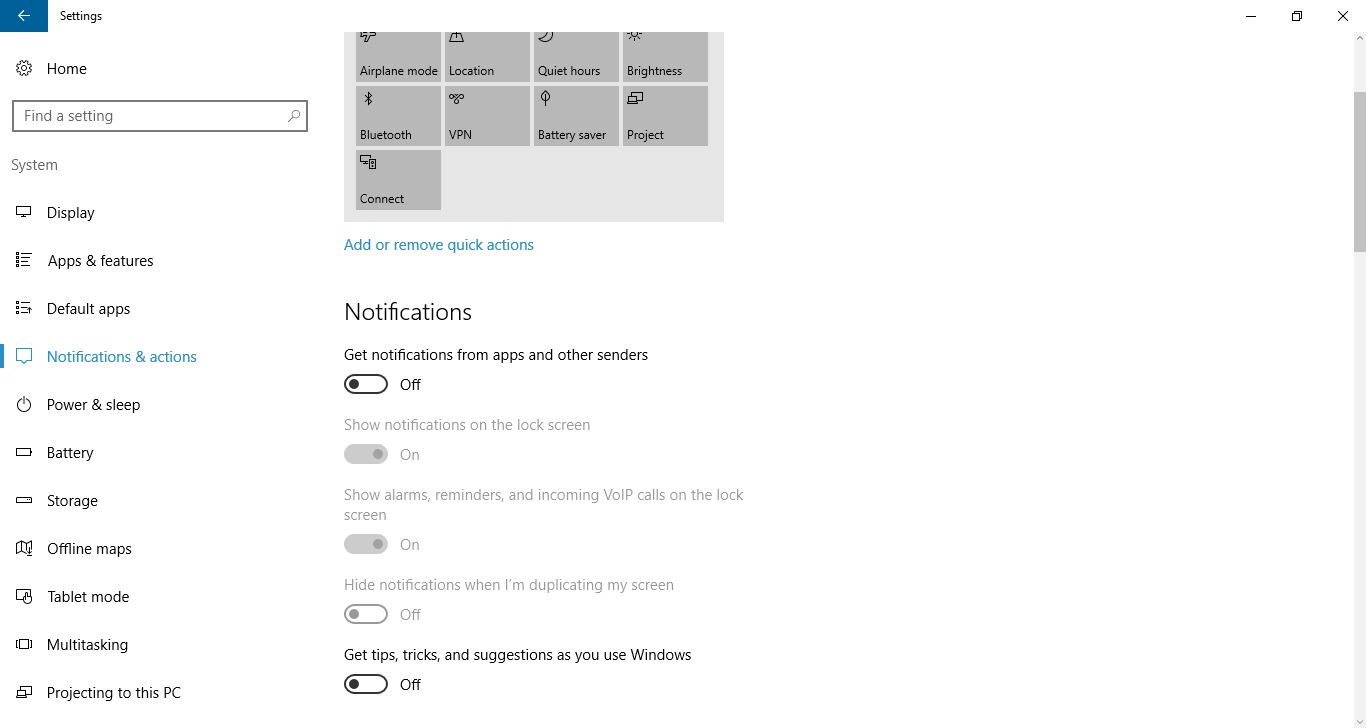 Settings
Home
Find a setting
System
Display
Apps & features
Default apps
Notifications & actions
Power & sleep
Battery
Storage
Offline maps
Tablet mode
Multitasking
Projecting to this PC
Airplane mode Location Quiet hours Brightness
Bluetooth VPN Battery saver Project
Connect
Add or remove quick actions
Notifications
Get notifications from apps and other senders
Off
Show notifications on the lock screen
On
Show alarms, reminders, and incoming VoIP calls on the lock
screen
On
Hide notifications when I'm duplicating my screen
Off
Get tips, tricks, and suggestions as you use Windows
Off